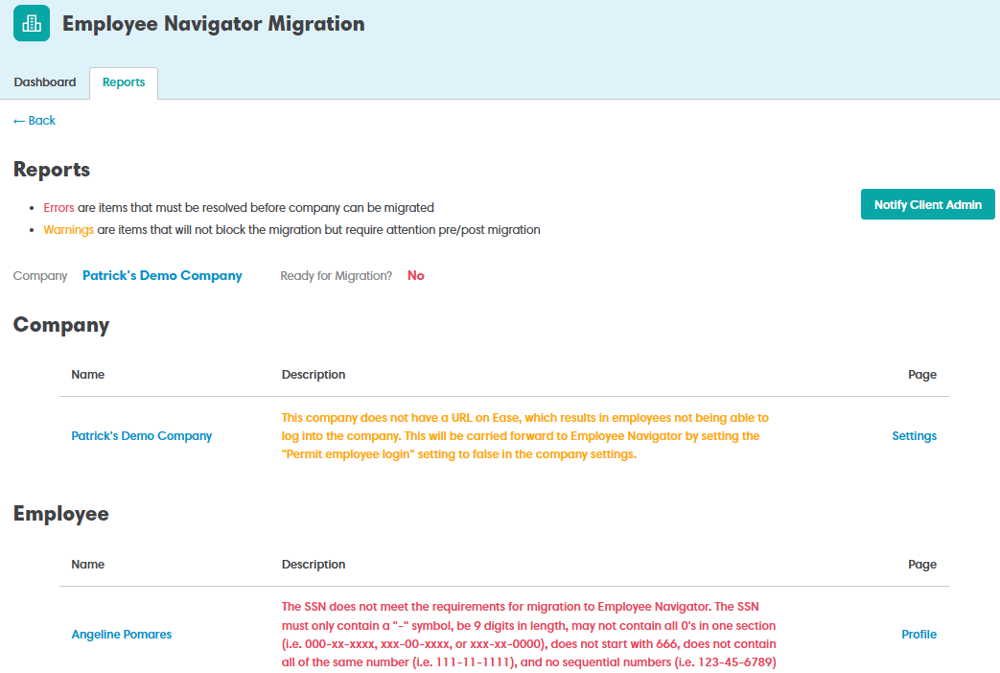 Employee Navigator Migration
Dashboard
Reports
← Back
Reports
• Errors are items that must be resolved before company can be migrated
• Warnings are items that will not block the migration but require attention pre/post migration
Notify Client Admin
Company Patrick's Demo Company Ready for Migration? No
Company
Name Description Page
Patrick's Demo Company
This company does not have a URL on Ease, which results in employees not being able to
log into the company. This will be carried forward to Employee Navigator by setting the
"Permit employee login" setting to false in the company settings.
Settings
Employee
Name Description Page
Angeline Pomares
The SSN does not meet the requirements for migration to Employee Navigator. The SSN
must only contain a "-" symbol, be 9 digits in length, may not contain all 0's in one section
(i.e. 000-xx-xxxx, xxx-00-xxxx, or xxx-xx-0000), does not start with 666, does not contain
all of the same number (i.e. 111-11-1111), and no sequential numbers (i.e. 123-45-6789)
Profile